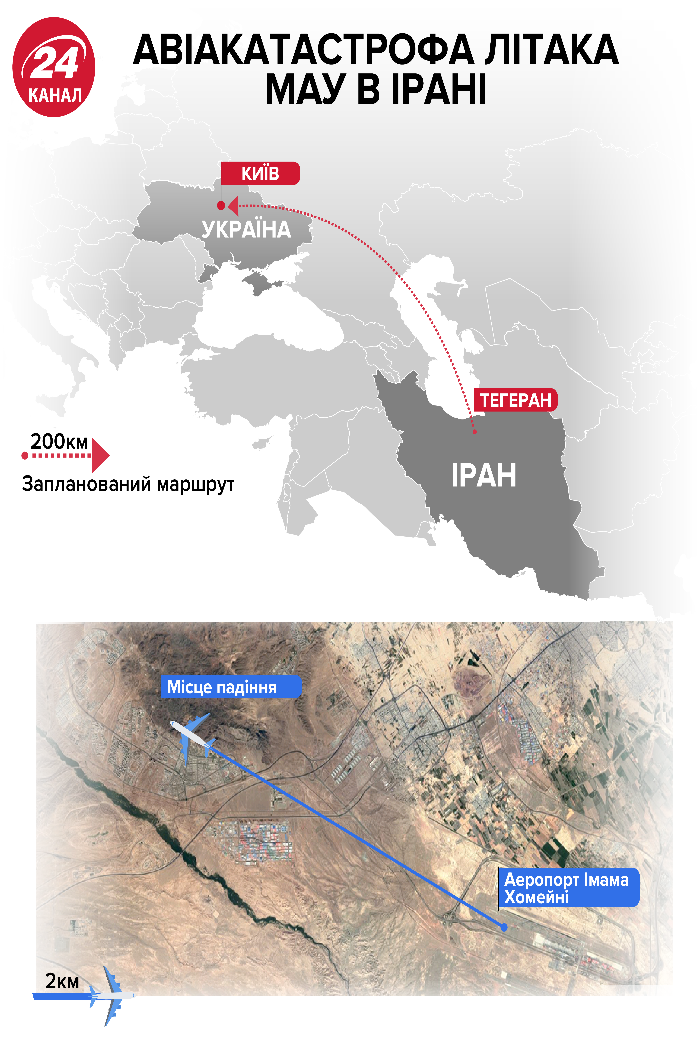 24
КАНАЛ
АВІАКАТАСТРОФА ЛІТАКА
МАУ В ІРАНІ
КИЇВ
УКРАЇНА
ТЕГЕРАН
200км
Запланований маршрут
ІРАН
Місце падіння
Аеропорт Імама
Хомейні
2км